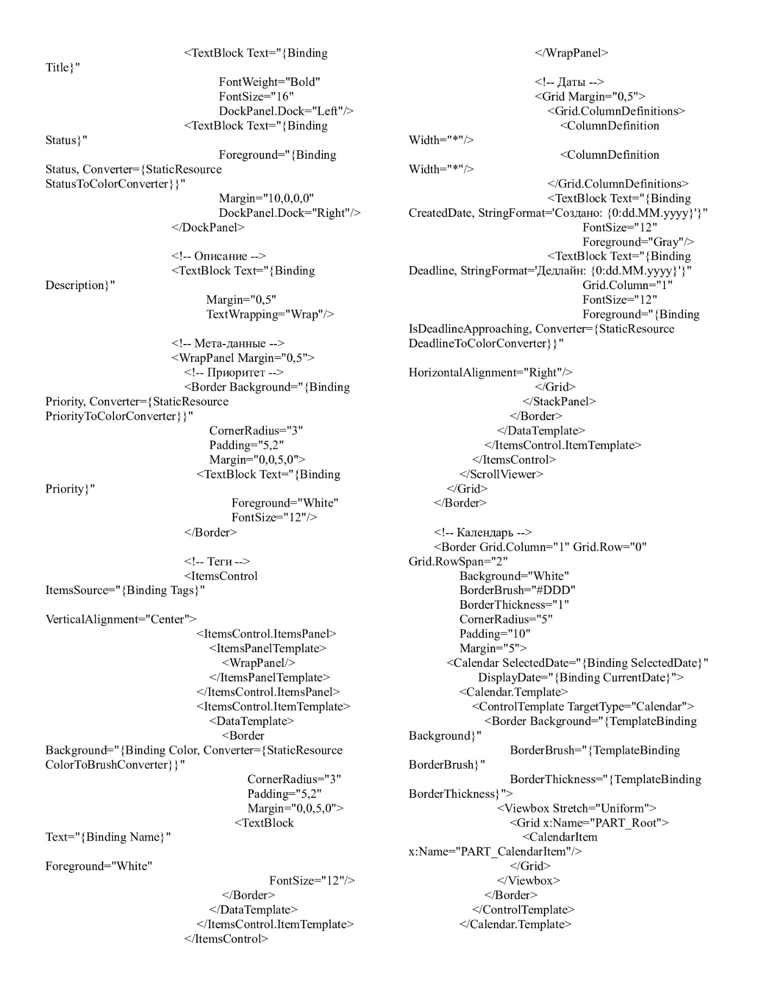 <TextBlock Text="{Binding
Title}"
FontWeight="Bold"
FontSize="16"
DockPanel.Dock="Left"/>
<TextBlock Text="{Binding
Status}"
Foreground="{Binding
Status, Converter={StaticResource
StatusToColorConverter}}"
Margin="10,0,0,0"
DockPanel.Dock="Right"/>
</DockPanel>
<!-- Описание -->
<TextBlock Text="{Binding
Description}"
Margin="0,5"
TextWrapping="Wrap"/>
<!-- Мета-данные -->
<WrapPanel Margin="0,5">
<!-- Приоритет -->
<Border Background="{Binding
Priority, Converter={StaticResource
PriorityToColorConverter}}"
CornerRadius="3"
Padding="5,2"
Margin="0,0,5,0">
<TextBlock Text="{Binding
Priority}"
Foreground="White"
FontSize="12"/>
</Border>
<!-- Теги -->
<ItemsControl
ItemsSource="{Binding Tags}"
VerticalAlignment="Center">
<ItemsControl.ItemsPanel>
<ItemsPanelTemplate>
<WrapPanel/>
</ItemsPanelTemplate>
</ItemsControl.ItemsPanel>
<ItemsControl.ItemTemplate>
<DataTemplate>
<Border
Background="{Binding Color, Converter={StaticResource
ColorToBrushConverter}}"
CornerRadius="3"
Padding="5,2"
Margin="0,0,5,0">
<TextBlock
Text="{Binding Name}"
Foreground="White"
FontSize="12"/>
</Border>
</DataTemplate>
</ItemsControl.ItemTemplate>
</ItemsControl>
</WrapPanel>
<!-- Даты -->
<Grid Margin="0,5">
<Grid.ColumnDefinitions>
<ColumnDefinition
Width="*"/>
<ColumnDefinition
Width="*"/>
</Grid.ColumnDefinitions>
<TextBlock Text="{Binding
CreatedDate, StringFormat='Создано: {0:dd.MM.yyyy}'}"
FontSize="12"
Foreground="Gray"/>
<TextBlock Text="{Binding
Deadline, StringFormat='Дедлайн: {0:dd.MM.yyyy}'}"
Grid.Column="1"
FontSize="12"
Foreground="{Binding
IsDeadlineApproaching, Converter={StaticResource
DeadlineToColorConverter}}"
HorizontalAlignment="Right"/>
</Grid>
</StackPanel>
</Border>
</DataTemplate>
</ItemsControl.ItemTemplate>
</ItemsControl>
</ScrollViewer>
</Grid>
</Border>
<!-- Календарь -->
<Border Grid.Column="1" Grid.Row="0"
Grid.RowSpan="2"
Background="White"
BorderBrush="#DDD"
BorderThickness="1"
CornerRadius="5"
Padding="10"
Margin="5">
<Calendar SelectedDate="{Binding SelectedDate}"
DisplayDate="{Binding CurrentDate}">
<Calendar.Template>
<ControlTemplate TargetType="Calendar">
<Border Background="{TemplateBinding
Background}"
BorderBrush="{TemplateBinding
BorderBrush}"
BorderThickness="{TemplateBinding
BorderThickness}">
<Viewbox Stretch="Uniform">
<Grid x:Name="PART_Root">
<CalendarItem
x:Name="PART_CalendarItem"/>
</Grid>
</Viewbox>
</Border>
</ControlTemplate>
</Calendar.Template>